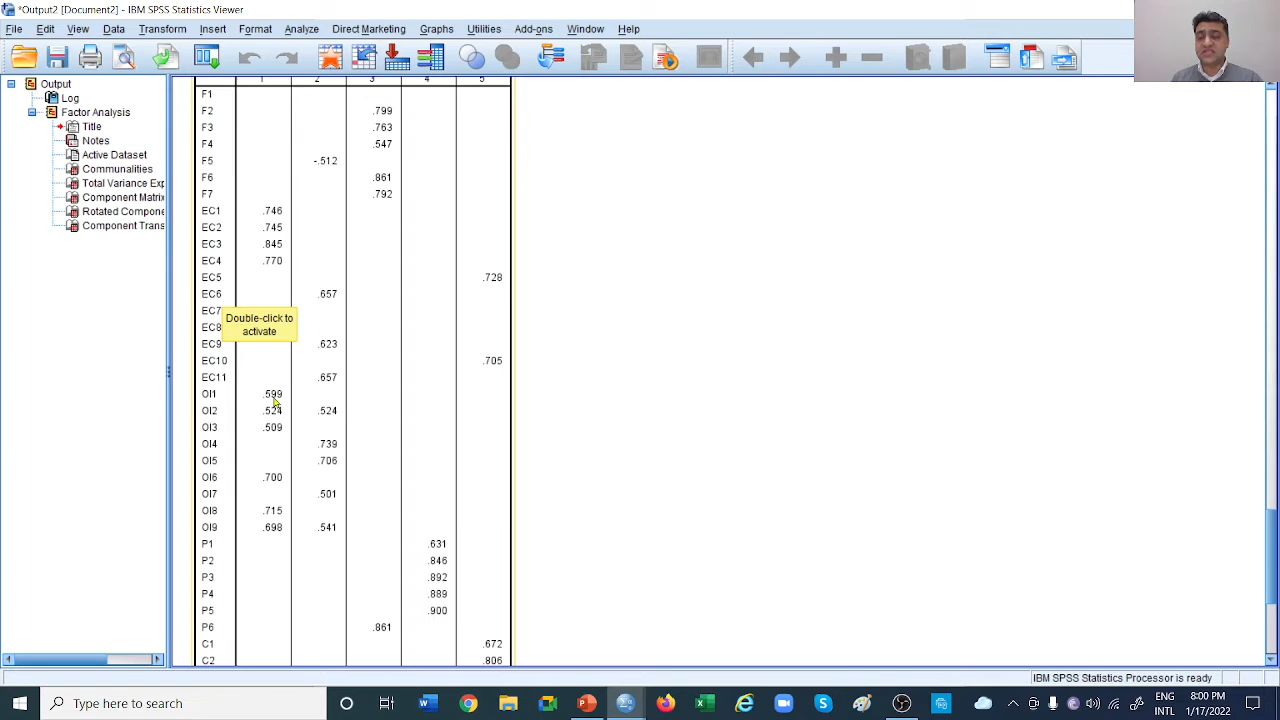 *Output2 [Document2] - IBM SPSS Statistics Viewer
File Edit View Data Transform Insert Format Analyze Direct Marketing Graphs Utilities Add-ons Window Help
Output
Log
Factor Analysis
Title
Notes
Active Dataset
Communalities
Total Variance Exp
Component Matrix
Rotated Compone
Component Trans
1 2 3 4 5
F1
F2 .799
F3 .763
F4 .547
F5 -.512
F6 .861
F7 .792
EC1 .746
EC2 .745
EC3 .845
EC4 .770
EC5 .728
EC6 .657
EC7
EC8
Double-click to
activate
EC9 .623
EC10 .705
EC11 .657
OI1 .599
OI2 .524 .524
OI3 .509
OI4 .739
OI5 .706
OI6 .700
OI7 .501
OI8 .715
OI9 .698 .541
P1 .631
P2 .846
P3 .892
P4 .889
P5 .900
P6 .861
C1 .672
C2 .806
IBM SPSS Statistics Processor is ready
Type here to search
ENG 8:00 PM
INTL 1/17/2022